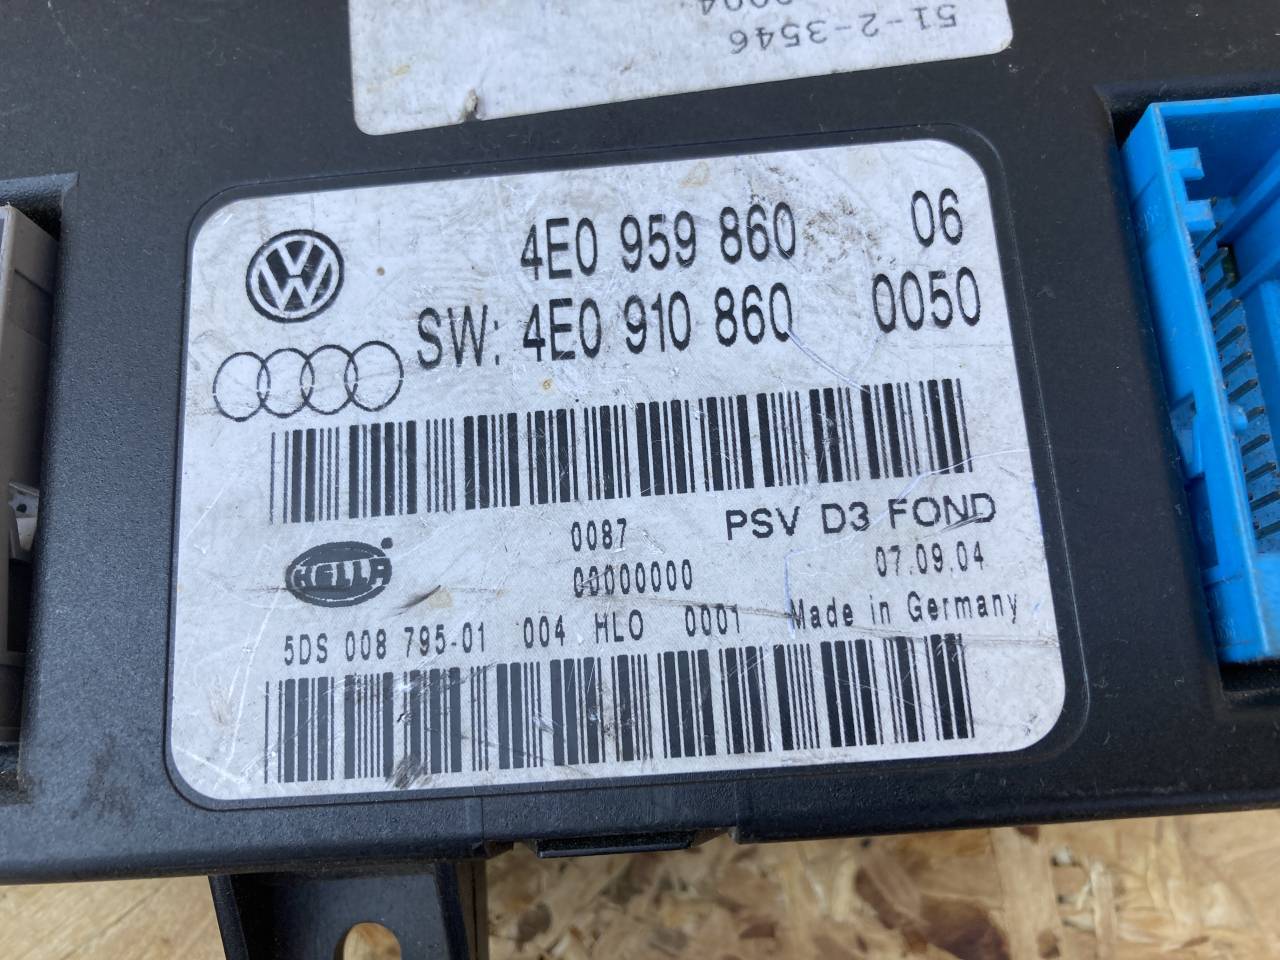 51-2-3546
4E0 959 860 06
SW: 4E0 910 860 0050
0087 PSV D3 FOND
00000000 07.09.04
HELLA
5DS 008 795-01 004 HLO 0001 Made in Germany